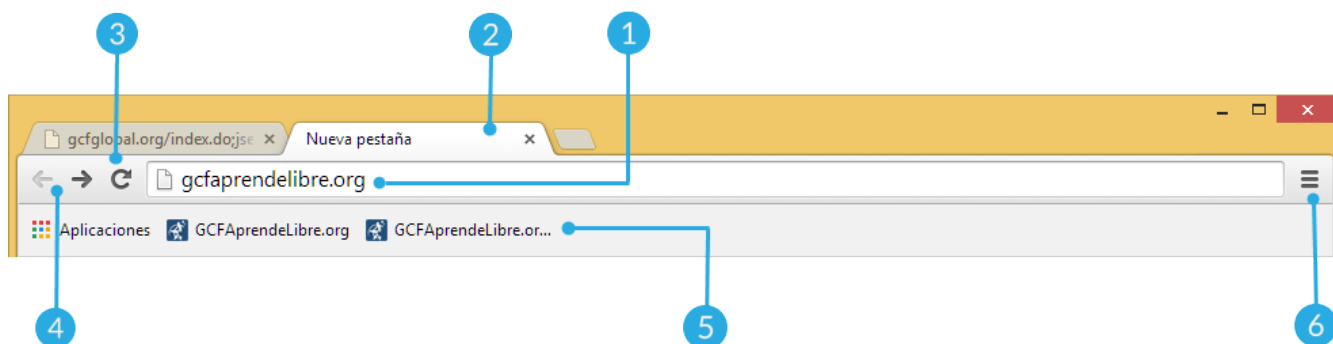 3 2 1
gcfglobal.org/index.do;jse Nueva pestaña
gcfaprendelibre.org
Aplicaciones GCFAprendeLibre.org GCFAprendeLibre.or...
4 5 6